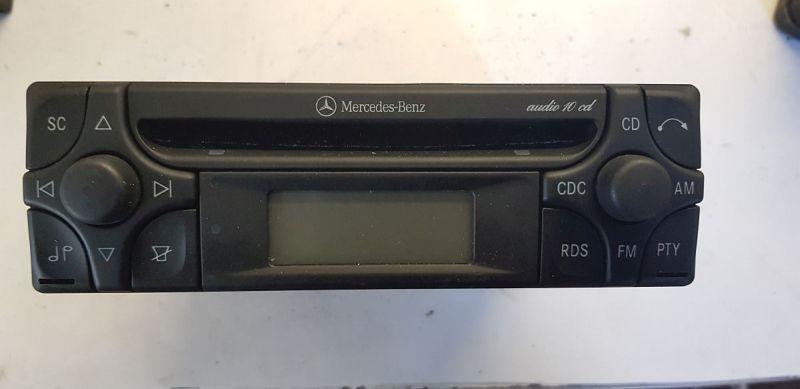 Mercedes-Benz audio 10 cd
SC CD
CDC AM
RDS FM PTY